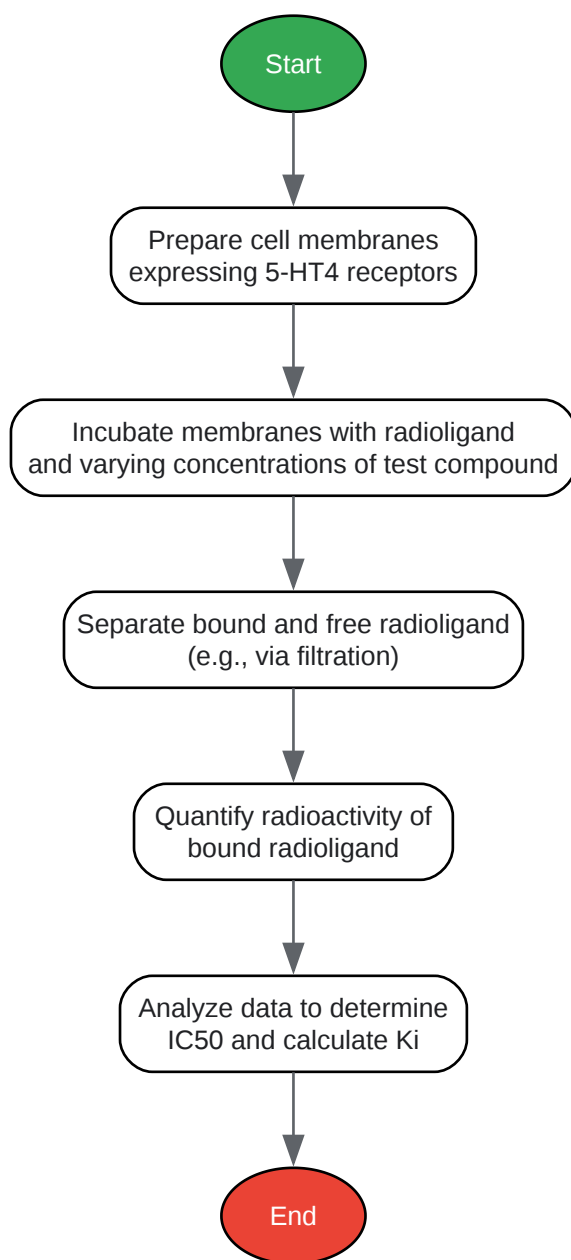 Start
Prepare cell membranes
expressing 5-HT4 receptors
Incubate membranes with radioligand
and varying concentrations of test compound
Separate bound and free radioligand
(e.g., via filtration)
Quantify radioactivity of
bound radioligand
Analyze data to determine
IC50 and calculate Ki
End